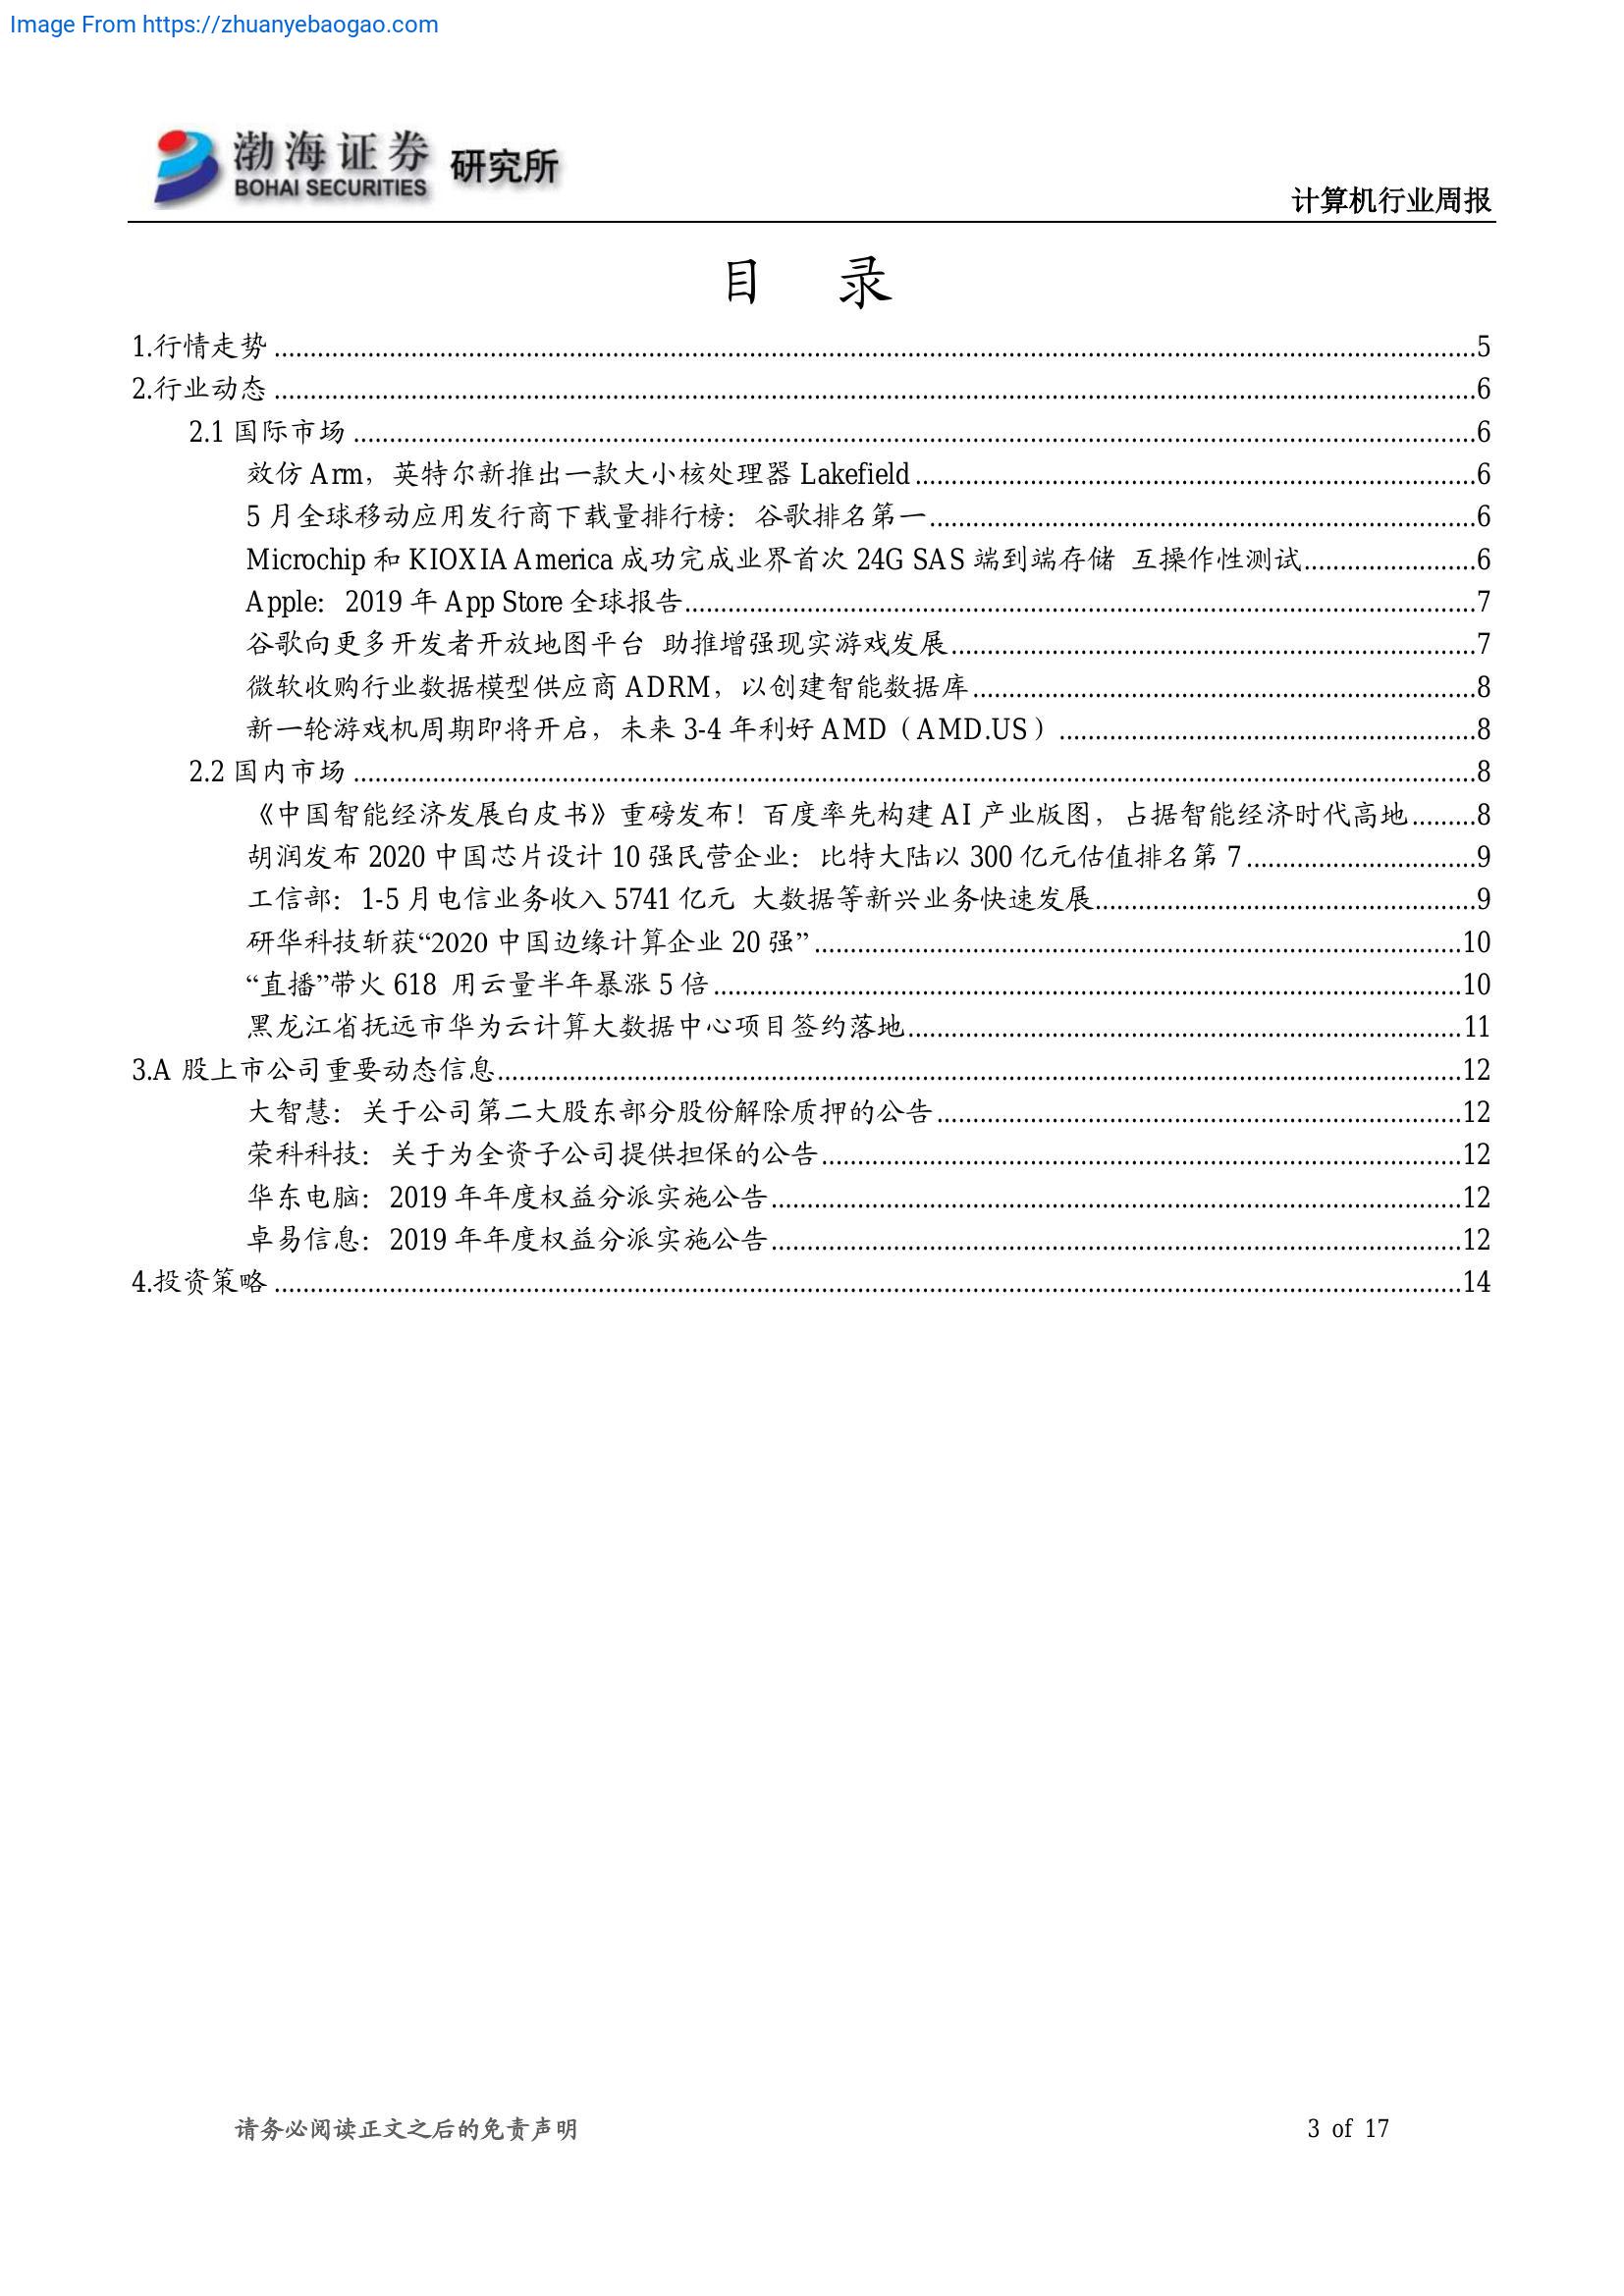 Image From https://zhuanyebaogao.com
渤海证券 研究所
BOHAI SECURITIES
计算机行业周报
目 录
1.行情走势 ........ 5
2.行业动态 ........ 6
2.1 国际市场 ........ 6
效仿 Arm，英特尔新推出一款大小核处理器 Lakefield ........ 6
5 月全球移动应用发行商下载量排行榜：谷歌排名第一 ........ 6
Microchip 和 KIOXIA America 成功完成业界首次 24G SAS 端到端存储 互操作性测试 ........ 6
Apple：2019 年 App Store 全球报告 ........ 7
谷歌向更多开发者开放地图平台 助推增强现实游戏发展 ........ 7
微软收购行业数据模型供应商 ADRM，以创建智能数据库 ........ 8
新一轮游戏机周期即将开启，未来 3-4 年利好 AMD（AMD.US） ........ 8
2.2 国内市场 ........ 8
《中国智能经济发展白皮书》重磅发布！百度率先构建 AI 产业版图，占据智能经济时代高地 ........ 8
胡润发布 2020 中国芯片设计 10 强民营企业：比特大陆以 300 亿元估值排名第 7 ........ 9
工信部：1-5 月电信业务收入 5741 亿元 大数据等新兴业务快速发展 ........ 9
研华科技斩获“2020 中国边缘计算企业 20 强” ........ 10
“直播”带火 618 用云量半年暴涨 5 倍 ........ 10
黑龙江省抚远市华为云计算大数据中心项目签约落地 ........ 11
3.A 股上市公司重要动态信息 ........ 12
大智慧：关于公司第二大股东部分股份解除质押的公告 ........ 12
荣科科技：关于为全资子公司提供担保的公告 ........ 12
华东电脑：2019 年年度权益分派实施公告 ........ 12
卓易信息：2019 年年度权益分派实施公告 ........ 12
4.投资策略 ........ 14
请务必阅读正文之后的免责声明 3 of 17